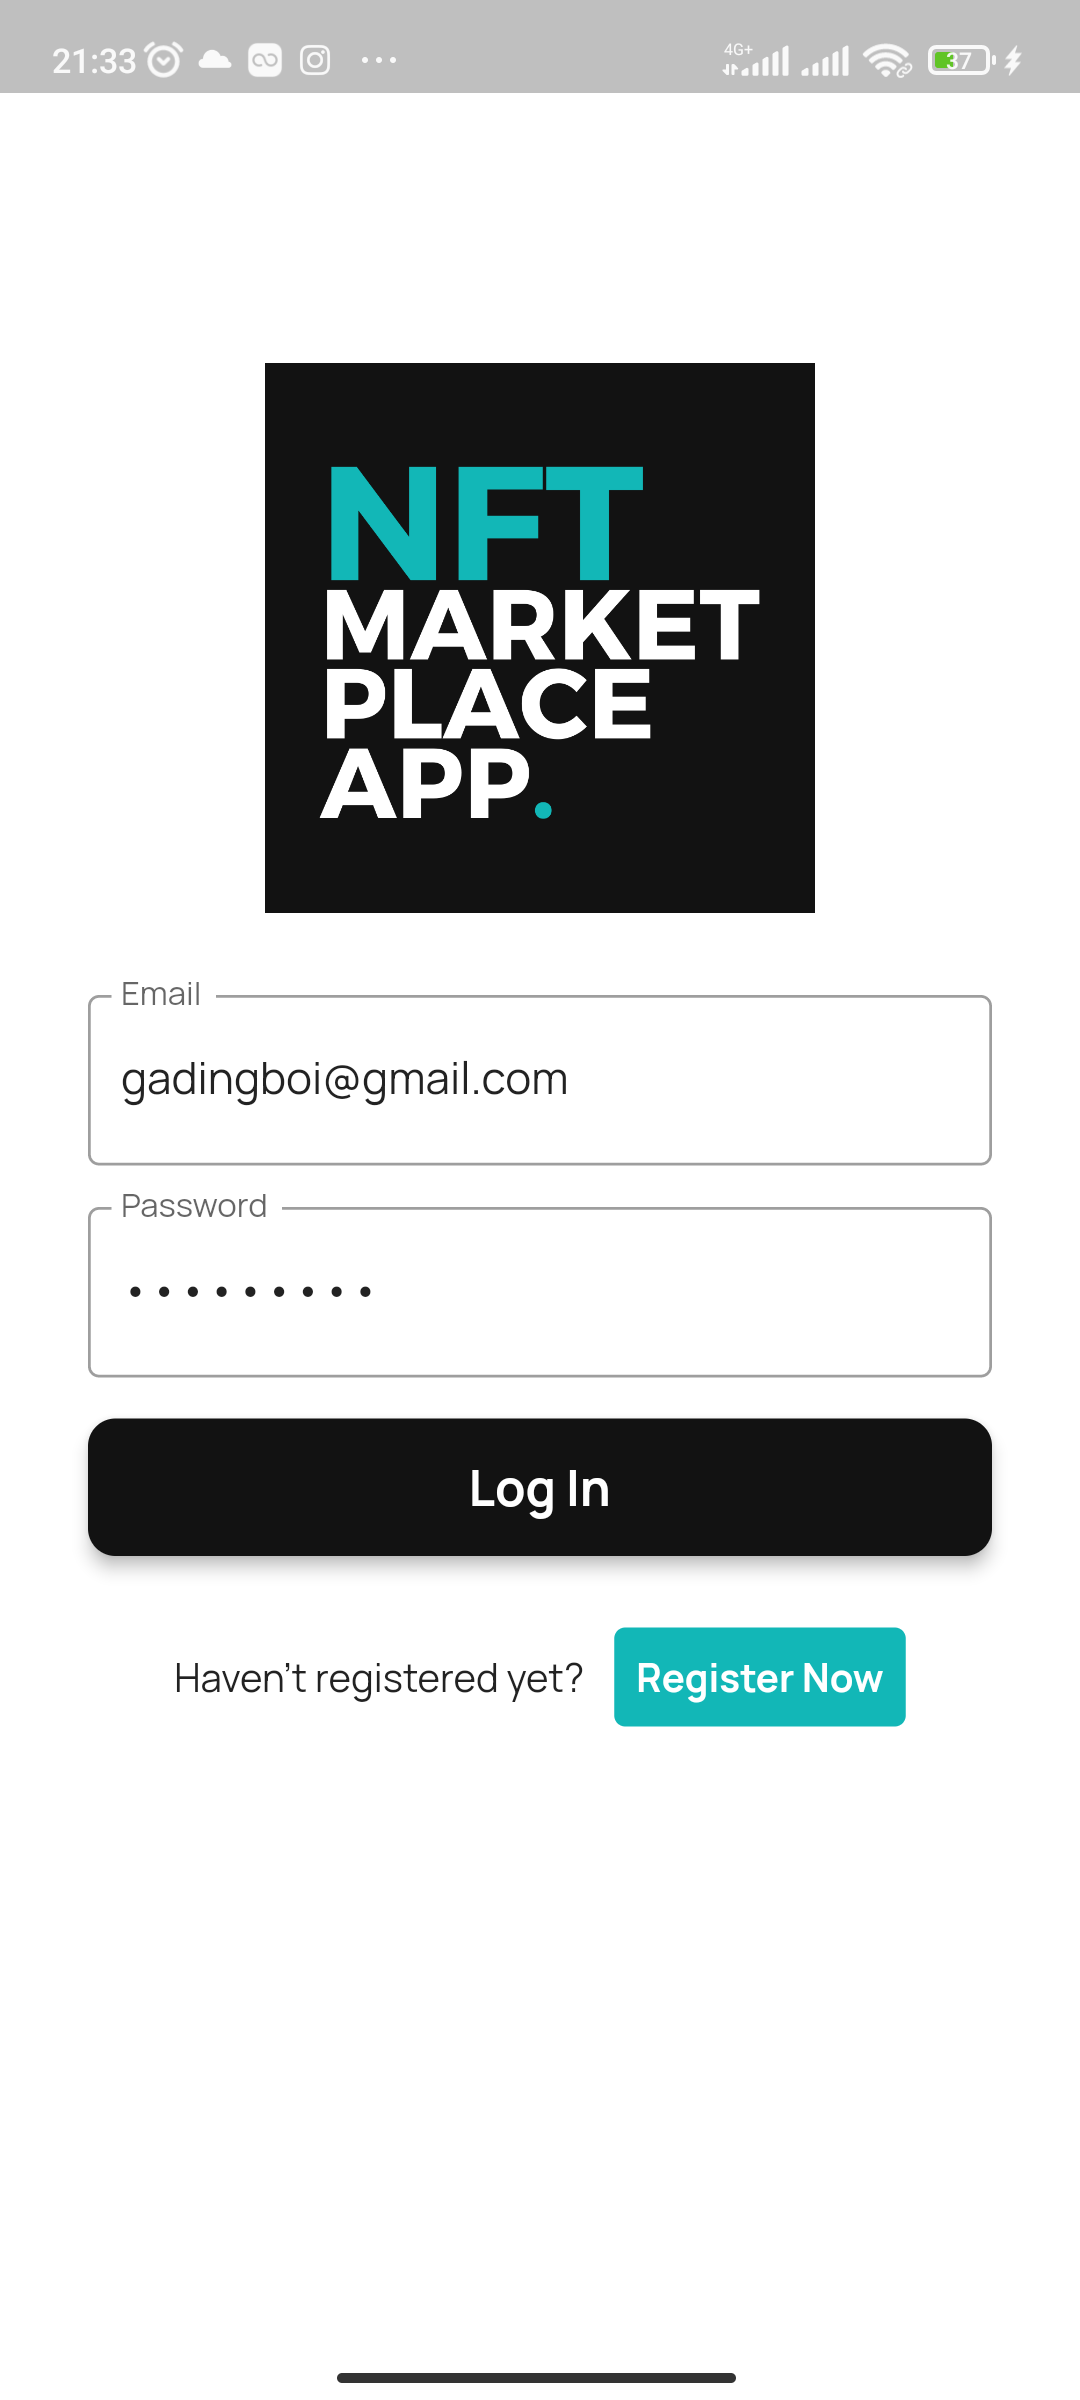 21:33
4G+
37
NFT
MARKET
PLACE
APP.
Email
gadingboi@gmail.com
Password
•••••••••
Log In
Haven't registered yet? Register Now